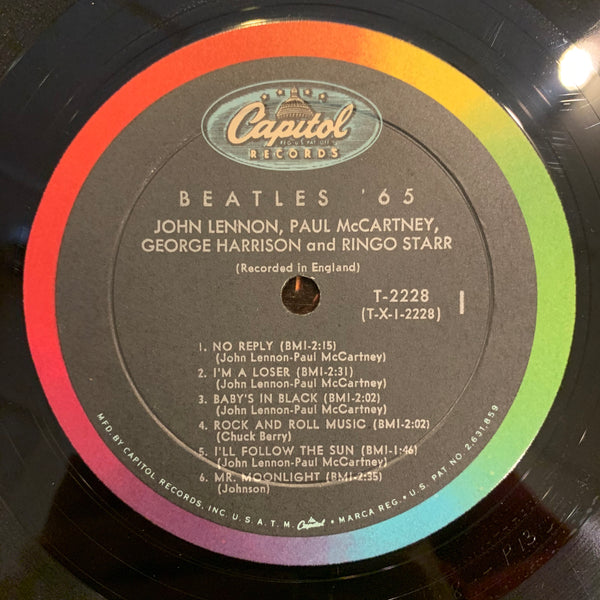 Capitol
REG. U.S. PAT. OFF.
RECORDS
BEATLES '65
JOHN LENNON, PAUL McCARTNEY,
GEORGE HARRISON and RINGO STARR
(Recorded in England)
T-2228
1
(T-X-1-2228)
1. NO REPLY (BMI-2:15)
(John Lennon-Paul McCartney)
2. I'M A LOSER (BMI-2:31)
(John Lennon-Paul McCartney)
3. BABY'S IN BLACK (BMI-2:02)
(John Lennon-Paul McCartney)
4. ROCK AND ROLL MUSIC (BMI-2:02)
(Chuck Berry)
5. I'LL FOLLOW THE SUN (BMI-1:46)
(John Lennon-Paul McCartney)
6. MR. MOONLIGHT (BMI-2:35)
(Johnson)
MFD. BY CAPITOL RECORDS, INC. U.S.A. T.M. Capitol • MARCA REG. • U.S. PAT. NO. 2,631,859